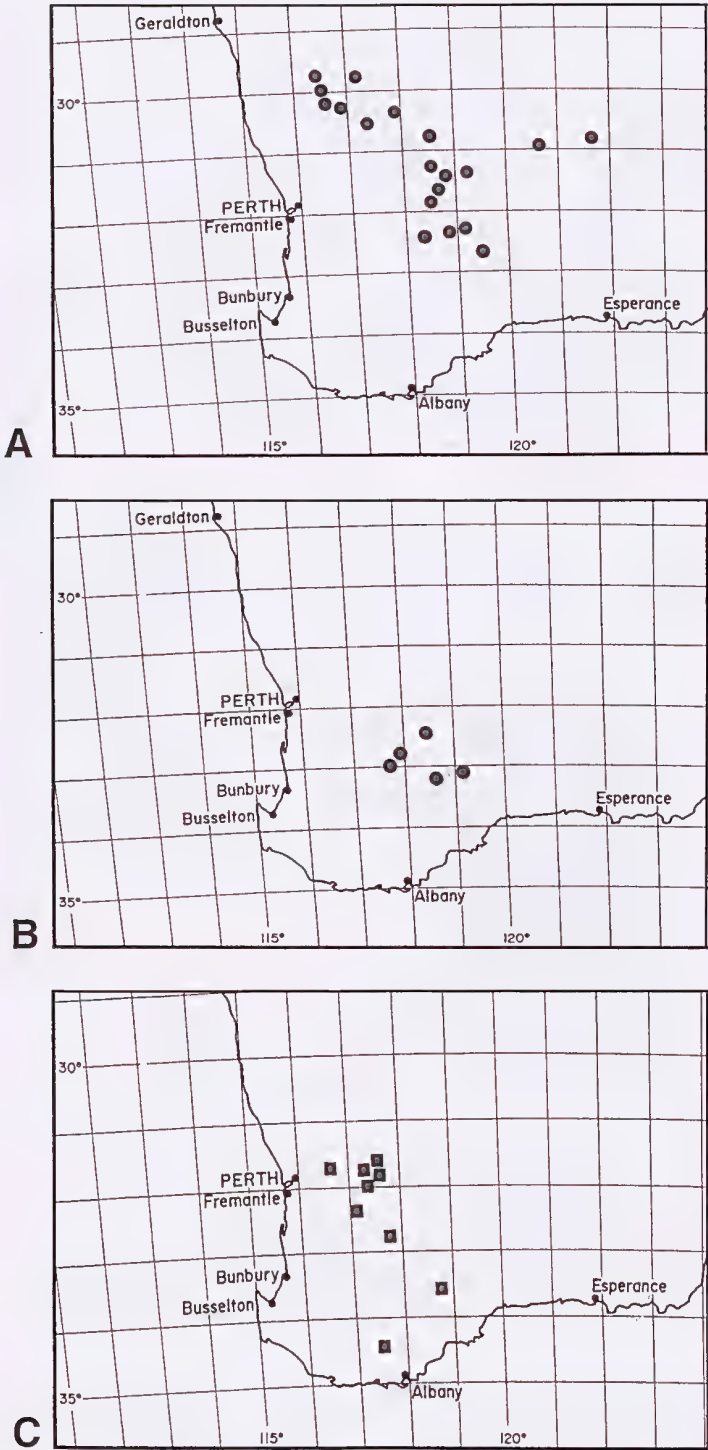 Geraldton
30°
PERTH
Fremantle
Bunbury
Busselton
Esperance
35°
Albany
115°
120°
A
Geraldton
30°
PERTH
Fremantle
Bunbury
Busselton
Esperance
35°
Albany
115°
120°
B
30°
PERTH
Fremantle
Bunbury
Busselton
Esperance
35°
Albany
115°
120°
C